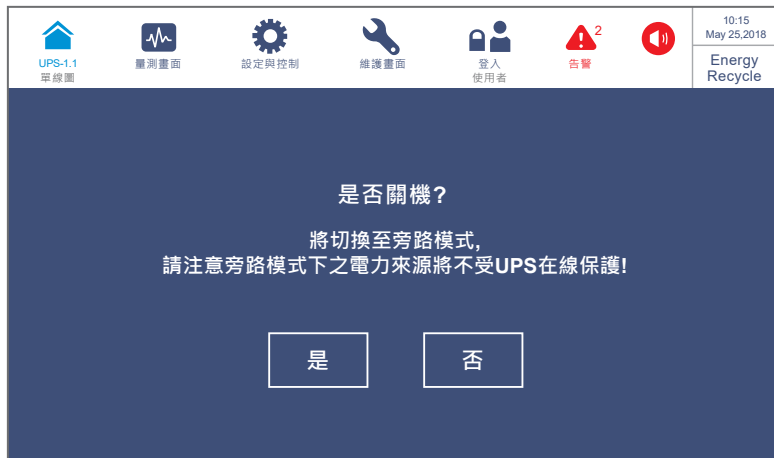 UPS-1.1
單線圖
量測畫面
設定與控制
維護畫面
登入
使用者
2
告警
10:15
May 25,2018
Energy
Recycle
是否關機?
將切換至旁路模式,
請注意旁路模式下之電力來源將不受UPS在線保護!
是
否